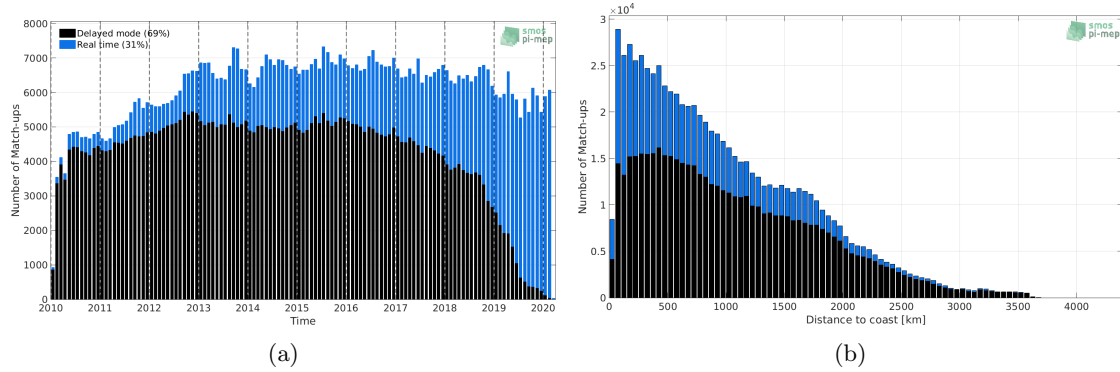 Delayed mode (69%)
Real time (31%)
smos
pi-mep
Number of Match-ups
8000
7000
6000
5000
4000
3000
2000
1000
0
2010 2011 2012 2013 2014 2015 2016 2017 2018 2019 2020
Time
(a)
×10⁴
smos
pi-mep
Number of Match-ups
3
2.5
2
1.5
1
0.5
0
0 500 1000 1500 2000 2500 3000 3500 4000
Distance to coast [km]
(b)